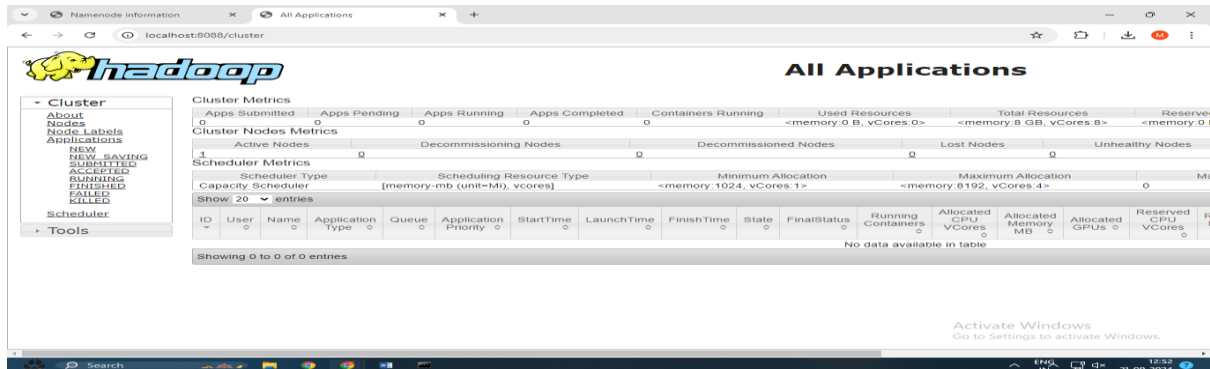 Namenode information All Applications
localhost:8088/cluster M
hadoop
All Applications
Cluster
About
Nodes
Node Labels
Applications
NEW
NEW_SAVING
SUBMITTED
ACCEPTED
RUNNING
FINISHED
FAILED
KILLED
Scheduler
Tools
Cluster Metrics
Apps Submitted Apps Pending Apps Running Apps Completed Containers Running Used Resources Total Resources Reserve
0 0 0 0 0 <memory:0 B, vCores:0> <memory:8 GB, vCores:8> <memory:0
Cluster Nodes Metrics
Active Nodes Decommissioning Nodes Decommissioned Nodes Lost Nodes Unhealthy Nodes
1 0 0 0 0
Scheduler Metrics
Scheduler Type Scheduling Resource Type Minimum Allocation Maximum Allocation Ma
Capacity Scheduler [memory-mb (unit=Mi), vcores] <memory:1024, vCores:1> <memory:8192, vCores:4> 0
Show 20 entries
ID User Name Application Type Queue Application Priority StartTime LaunchTime FinishTime State FinalStatus Running Containers Allocated CPU VCores Allocated Memory MB Allocated GPUs Reserved CPU VCores
No data available in table
Showing 0 to 0 of 0 entries
Activate Windows
Go to Settings to activate Windows.
Search ENG 12:52